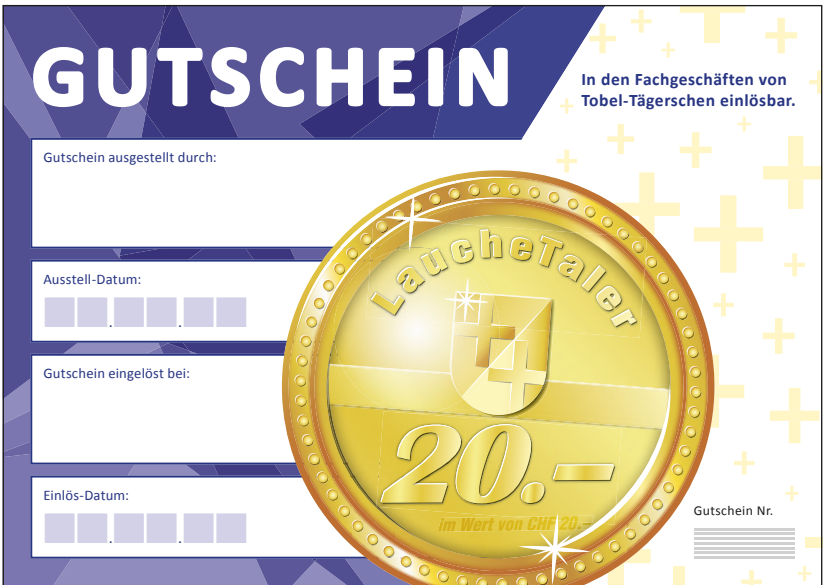 GUTSCHEIN
In den Fachgeschäften von
Tobel-Tägerschen einlösbar.
Gutschein ausgestellt durch:
LaucheTaler
Ausstell-Datum:
. .
Gutschein eingelöst bei:
20.–
im Wert von CHF 20.–
Einlös-Datum:
. .
Gutschein Nr.